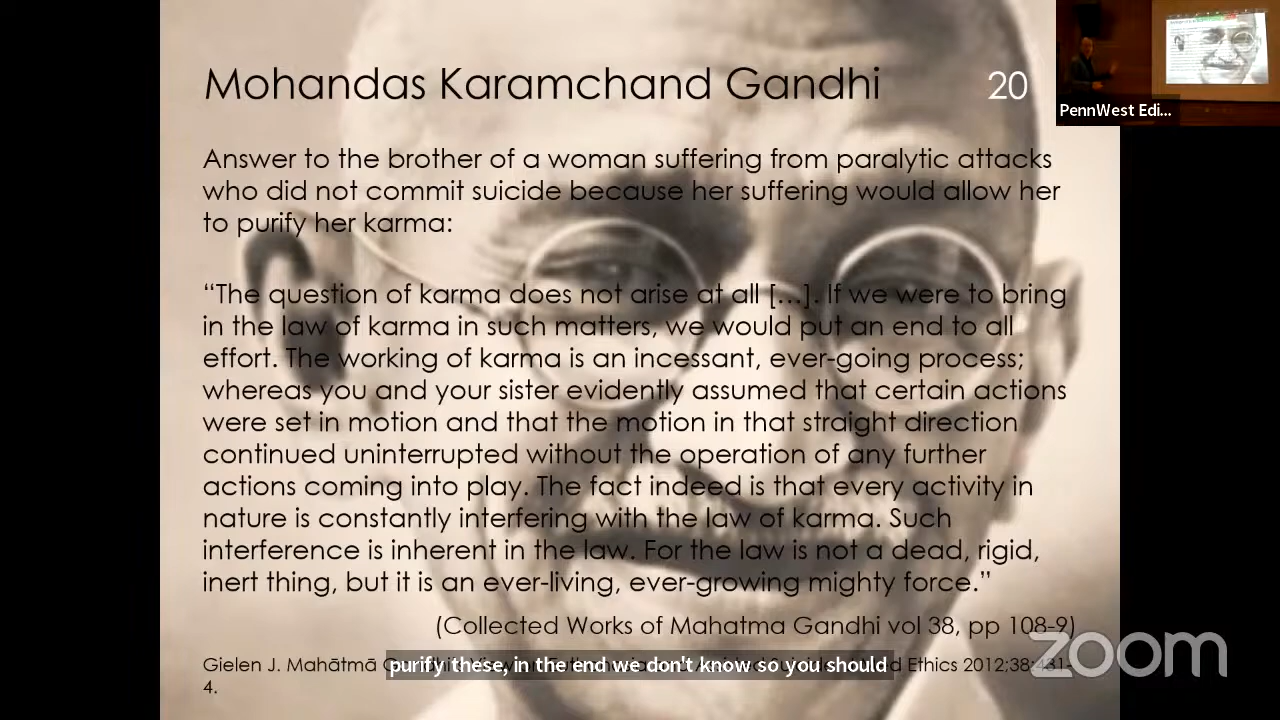 Mohandas Karamchand Gandhi 20
PennWest Edi...
Answer to the brother of a woman suffering from paralytic attacks
who did not commit suicide because her suffering would allow her
to purify her karma:
“The question of karma does not arise at all [...]. If we were to bring
in the law of karma in such matters, we would put an end to all
effort. The working of karma is an incessant, ever-going process;
whereas you and your sister evidently assumed that certain actions
were set in motion and that the motion in that straight direction
continued uninterrupted without the operation of any further
actions coming into play. The fact indeed is that every activity in
nature is constantly interfering with the law of karma. Such
interference is inherent in the law. For the law is not a dead, rigid,
inert thing, but it is an ever-living, ever-growing mighty force.”
(Collected Works of Mahatma Gandhi vol 38, pp 108-9)
Gielen J. Mahātmā Ethics 2012;38:431-
4.
purify these, in the end we don't know so you should
zoom